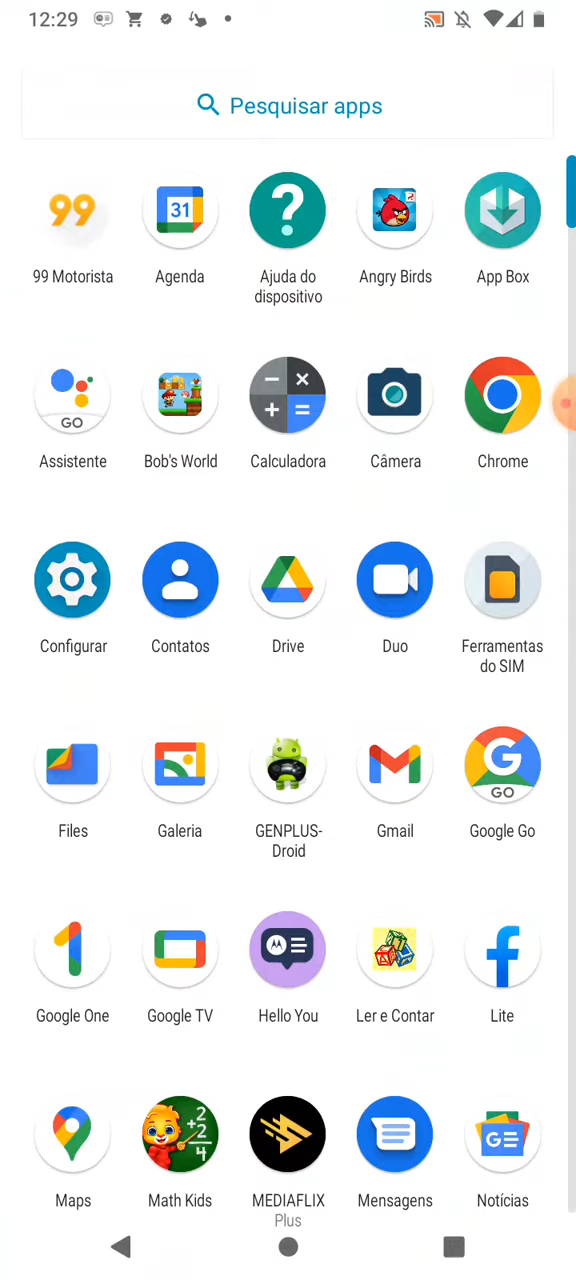 12:29
Pesquisar apps
99
31
?
99 Motorista
Agenda
Ajuda do
dispositivo
Angry Birds
App Box
GO
Assistente
Bob's World
Calculadora
Câmera
Chrome
Configurar
Contatos
Drive
Duo
Ferramentas
do SIM
G
GO
Files
Galeria
GENPLUS-
Droid
Gmail
Google Go
Google One
Google TV
Hello You
Ler e Contar
Lite
2
+2
4
GE
Maps
Math Kids
MEDIAFLIX
Plus
Mensagens
Notícias